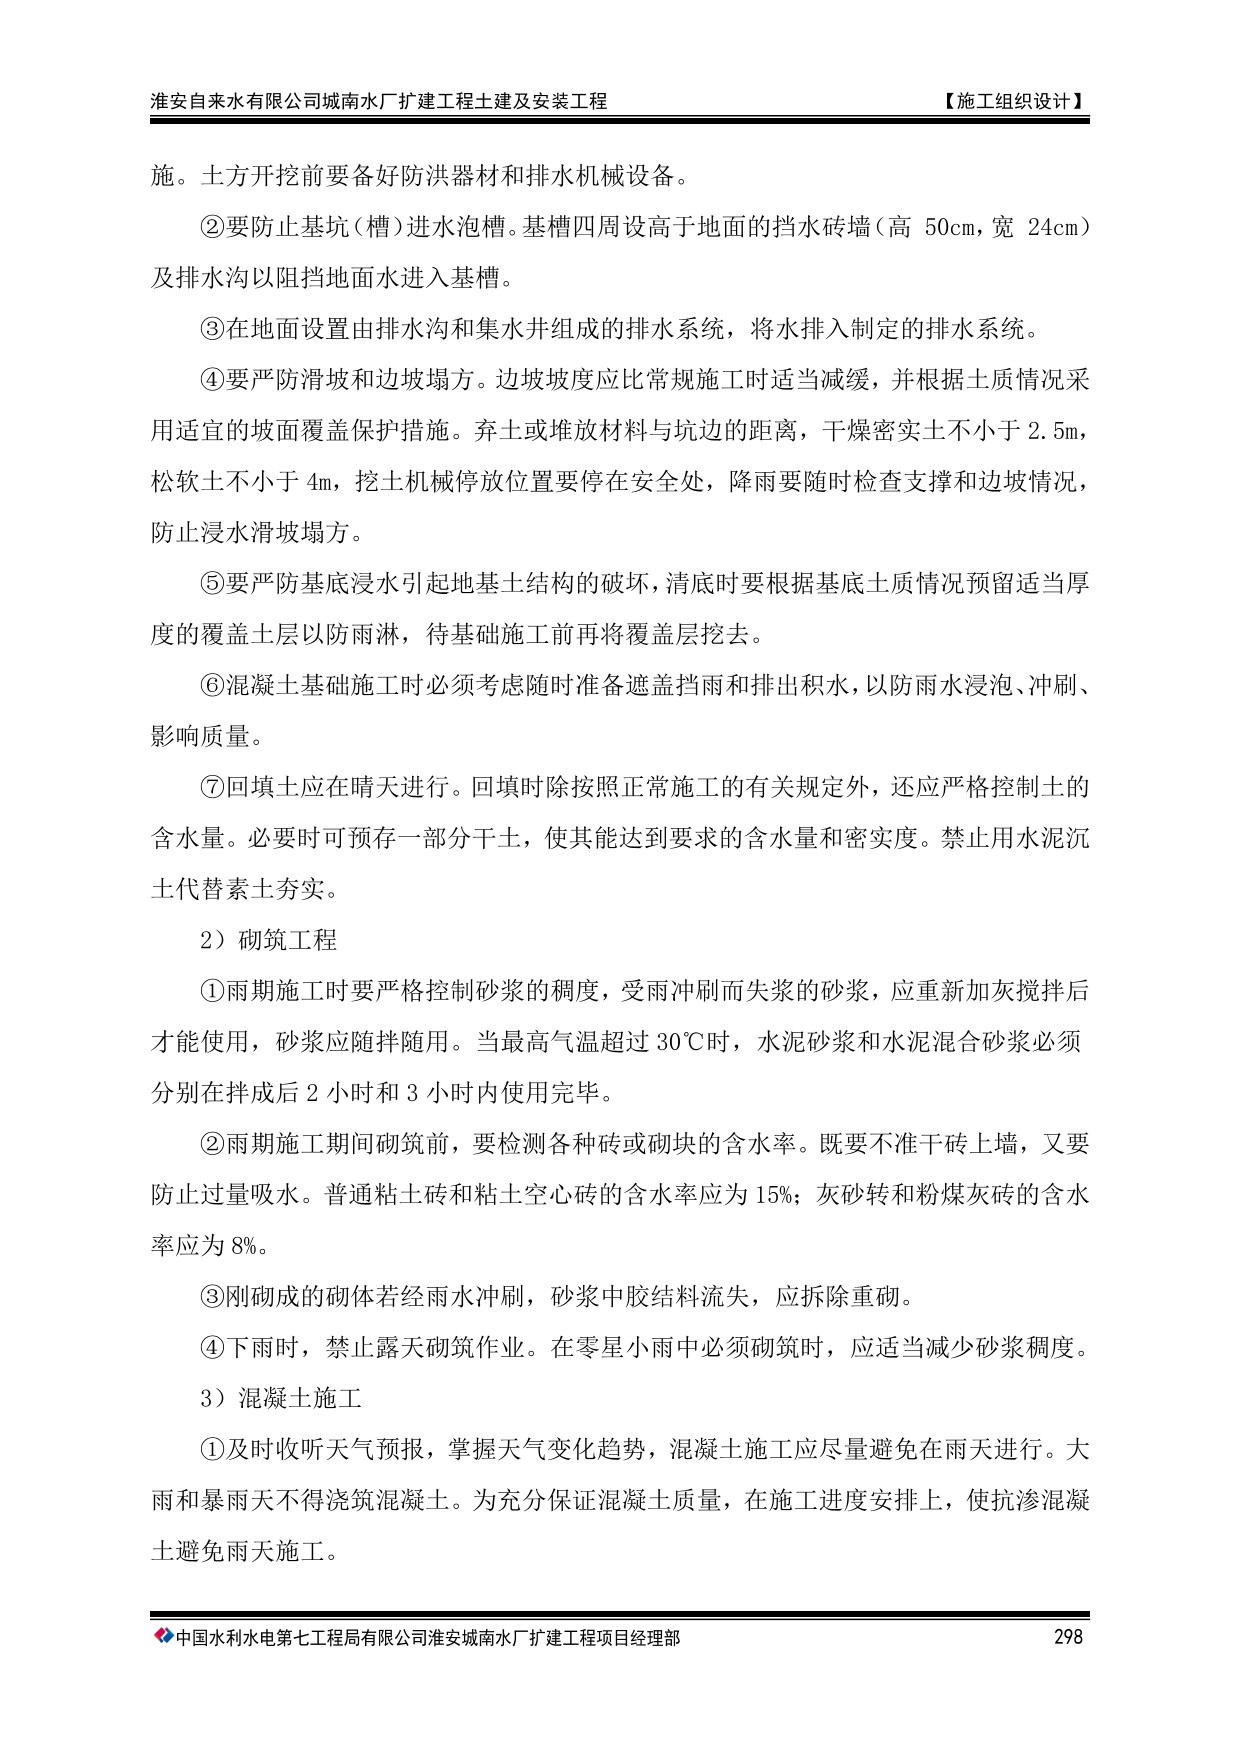 淮安自来水有限公司城南水厂扩建工程土建及安装工程 【施工组织设计】
施。土方开挖前要备好防洪器材和排水机械设备。
②要防止基坑（槽）进水泡槽。基槽四周设高于地面的挡水砖墙（高 50cm，宽 24cm）
及排水沟以阻挡地面水进入基槽。
③在地面设置由排水沟和集水井组成的排水系统，将水排入制定的排水系统。
④要严防滑坡和边坡塌方。边坡坡度应比常规施工时适当减缓，并根据土质情况采
用适宜的坡面覆盖保护措施。弃土或堆放材料与坑边的距离，干燥密实土不小于 2.5m，
松软土不小于 4m，挖土机械停放位置要停在安全处，降雨要随时检查支撑和边坡情况，
防止浸水滑坡塌方。
⑤要严防基底浸水引起地基土结构的破坏，清底时要根据基底土质情况预留适当厚
度的覆盖土层以防雨淋，待基础施工前再将覆盖层挖去。
⑥混凝土基础施工时必须考虑随时准备遮盖挡雨和排出积水，以防雨水浸泡、冲刷、
影响质量。
⑦回填土应在晴天进行。回填时除按照正常施工的有关规定外，还应严格控制土的
含水量。必要时可预存一部分干土，使其能达到要求的含水量和密实度。禁止用水泥沉
土代替素土夯实。
2）砌筑工程
①雨期施工时要严格控制砂浆的稠度，受雨冲刷而失浆的砂浆，应重新加灰搅拌后
才能使用，砂浆应随拌随用。当最高气温超过 30℃时，水泥砂浆和水泥混合砂浆必须
分别在拌成后 2 小时和 3 小时内使用完毕。
②雨期施工期间砌筑前，要检测各种砖或砌块的含水率。既要不准干砖上墙，又要
防止过量吸水。普通粘土砖和粘土空心砖的含水率应为 15%；灰砂转和粉煤灰砖的含水
率应为 8%。
③刚砌成的砌体若经雨水冲刷，砂浆中胶结料流失，应拆除重砌。
④下雨时，禁止露天砌筑作业。在零星小雨中必须砌筑时，应适当减少砂浆稠度。
3）混凝土施工
①及时收听天气预报，掌握天气变化趋势，混凝土施工应尽量避免在雨天进行。大
雨和暴雨天不得浇筑混凝土。为充分保证混凝土质量，在施工进度安排上，使抗渗混凝
土避免雨天施工。
中国水利水电第七工程局有限公司淮安城南水厂扩建工程项目经理部 298